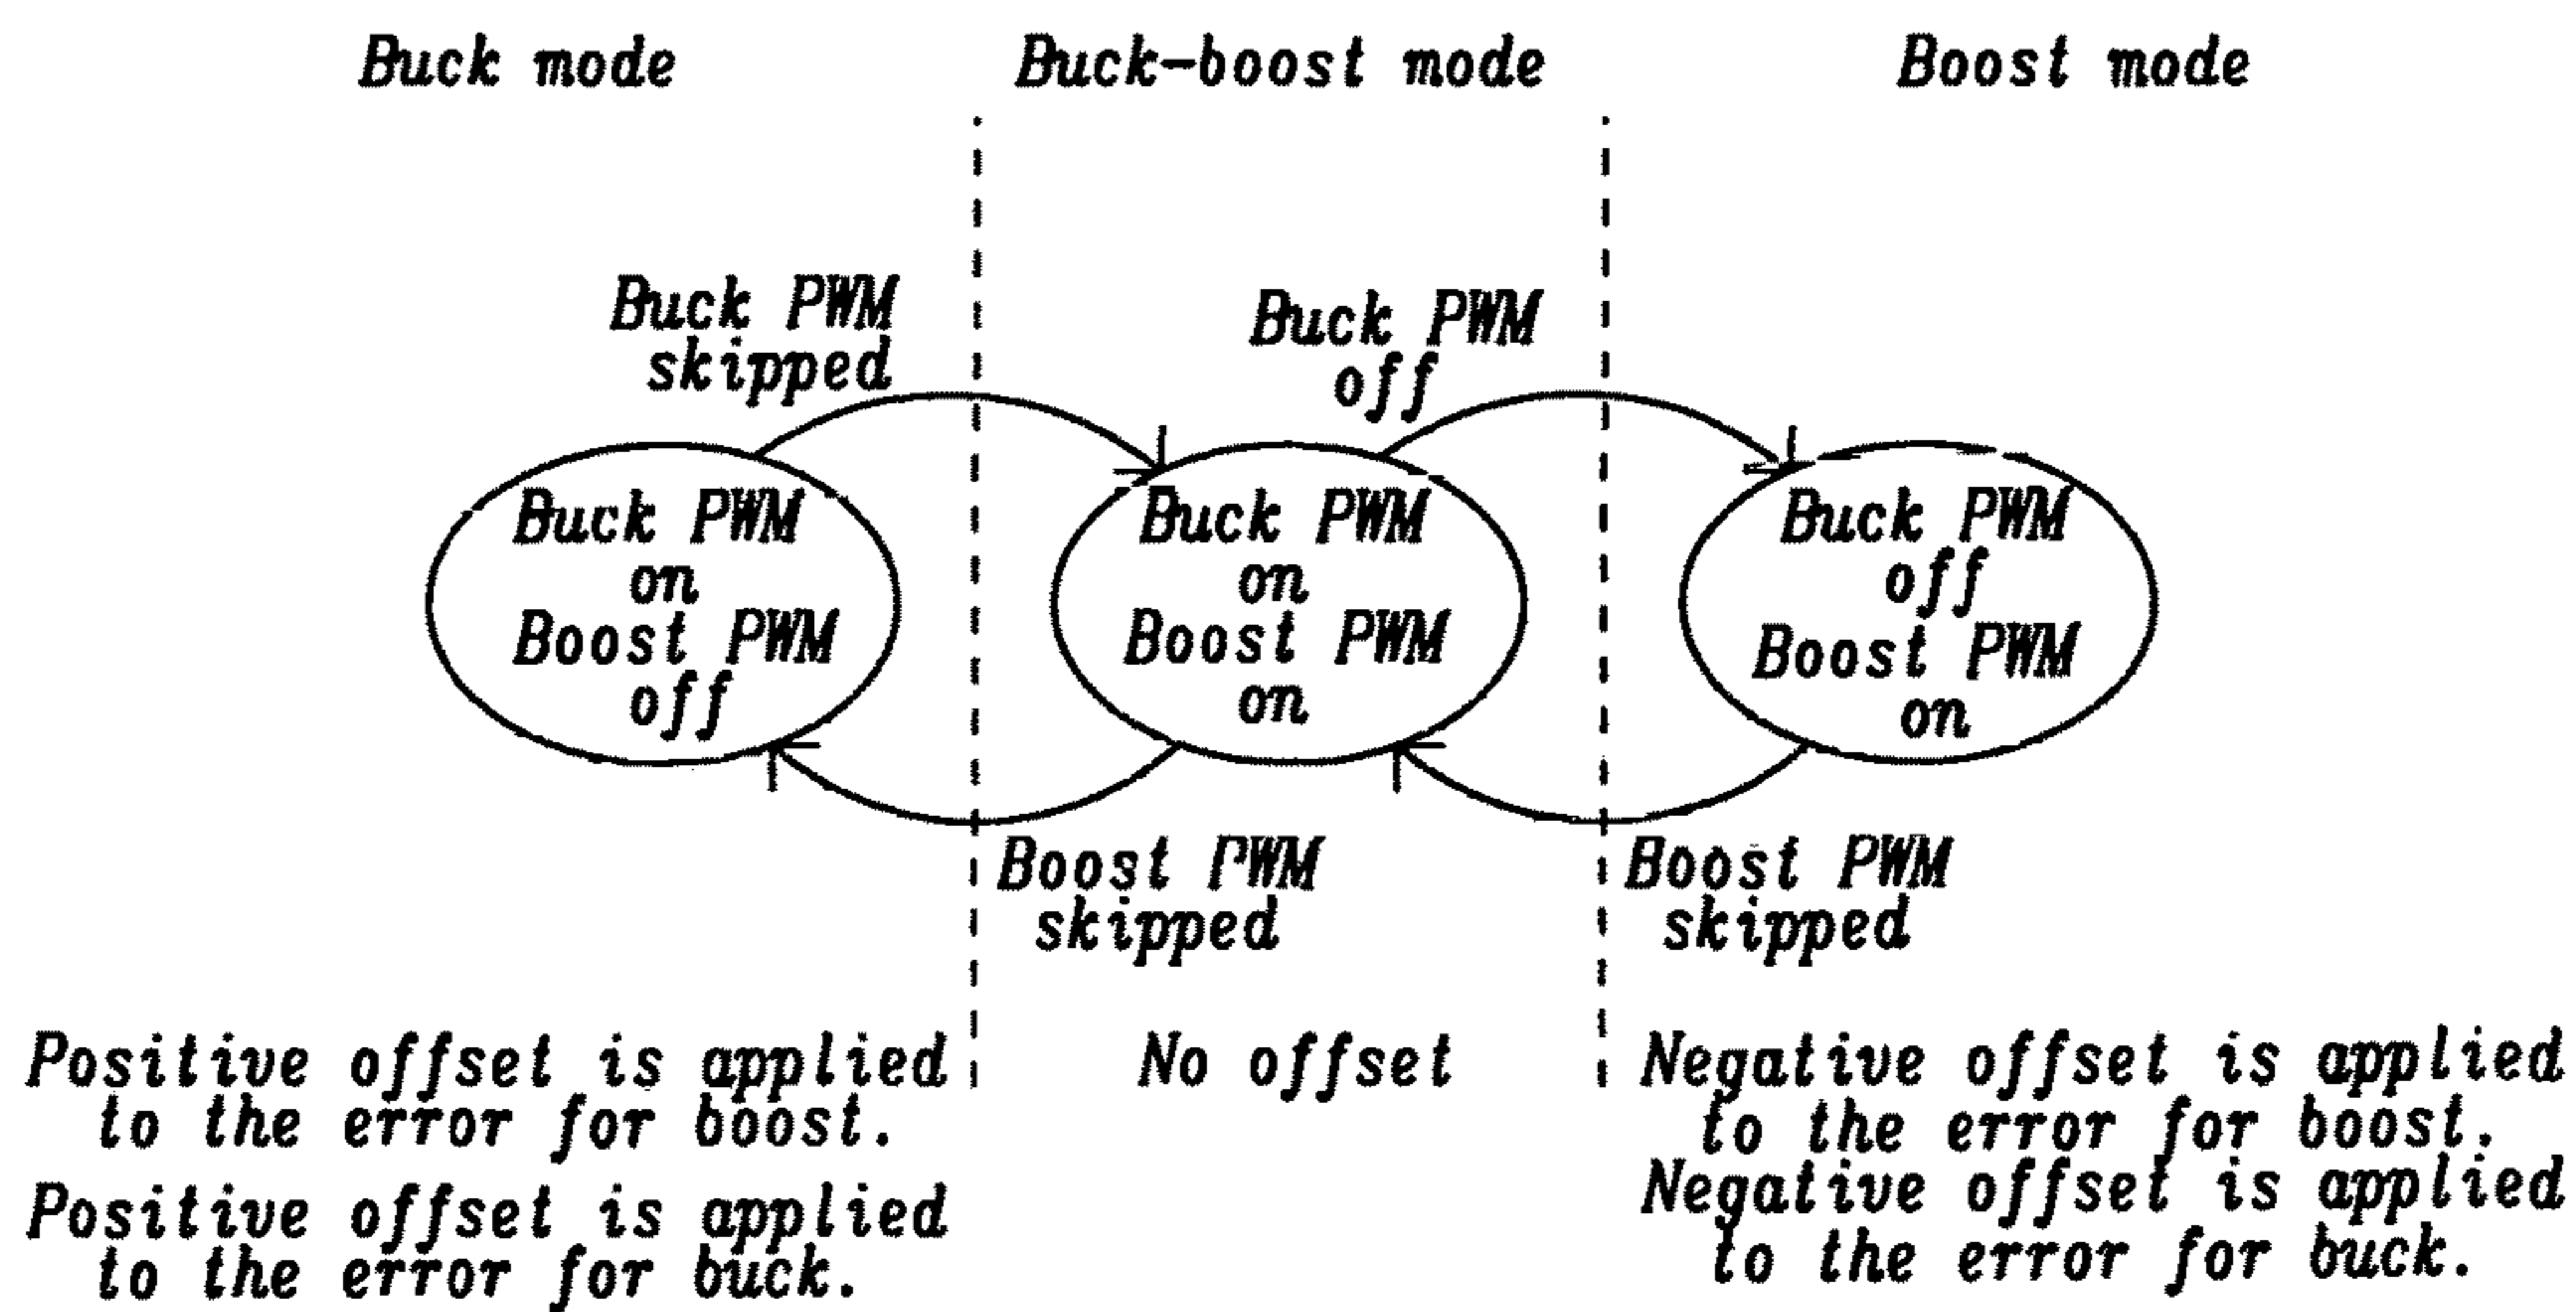 Buck mode
Buck-boost mode
Boost mode
Buck PWM
skipped
Buck PWM
off
Buck PWM
on
Boost PWM
off
Buck PWM
on
Boost PWM
on
Buck PWM
off
Boost PWM
on
Boost PWM
skipped
Boost PWM
skipped
Positive offset is applied
to the error for boost.
Positive offset is applied
to the error for buck.
No offset
Negative offset is applied
to the error for boost.
Negative offset is applied
to the error for buck.